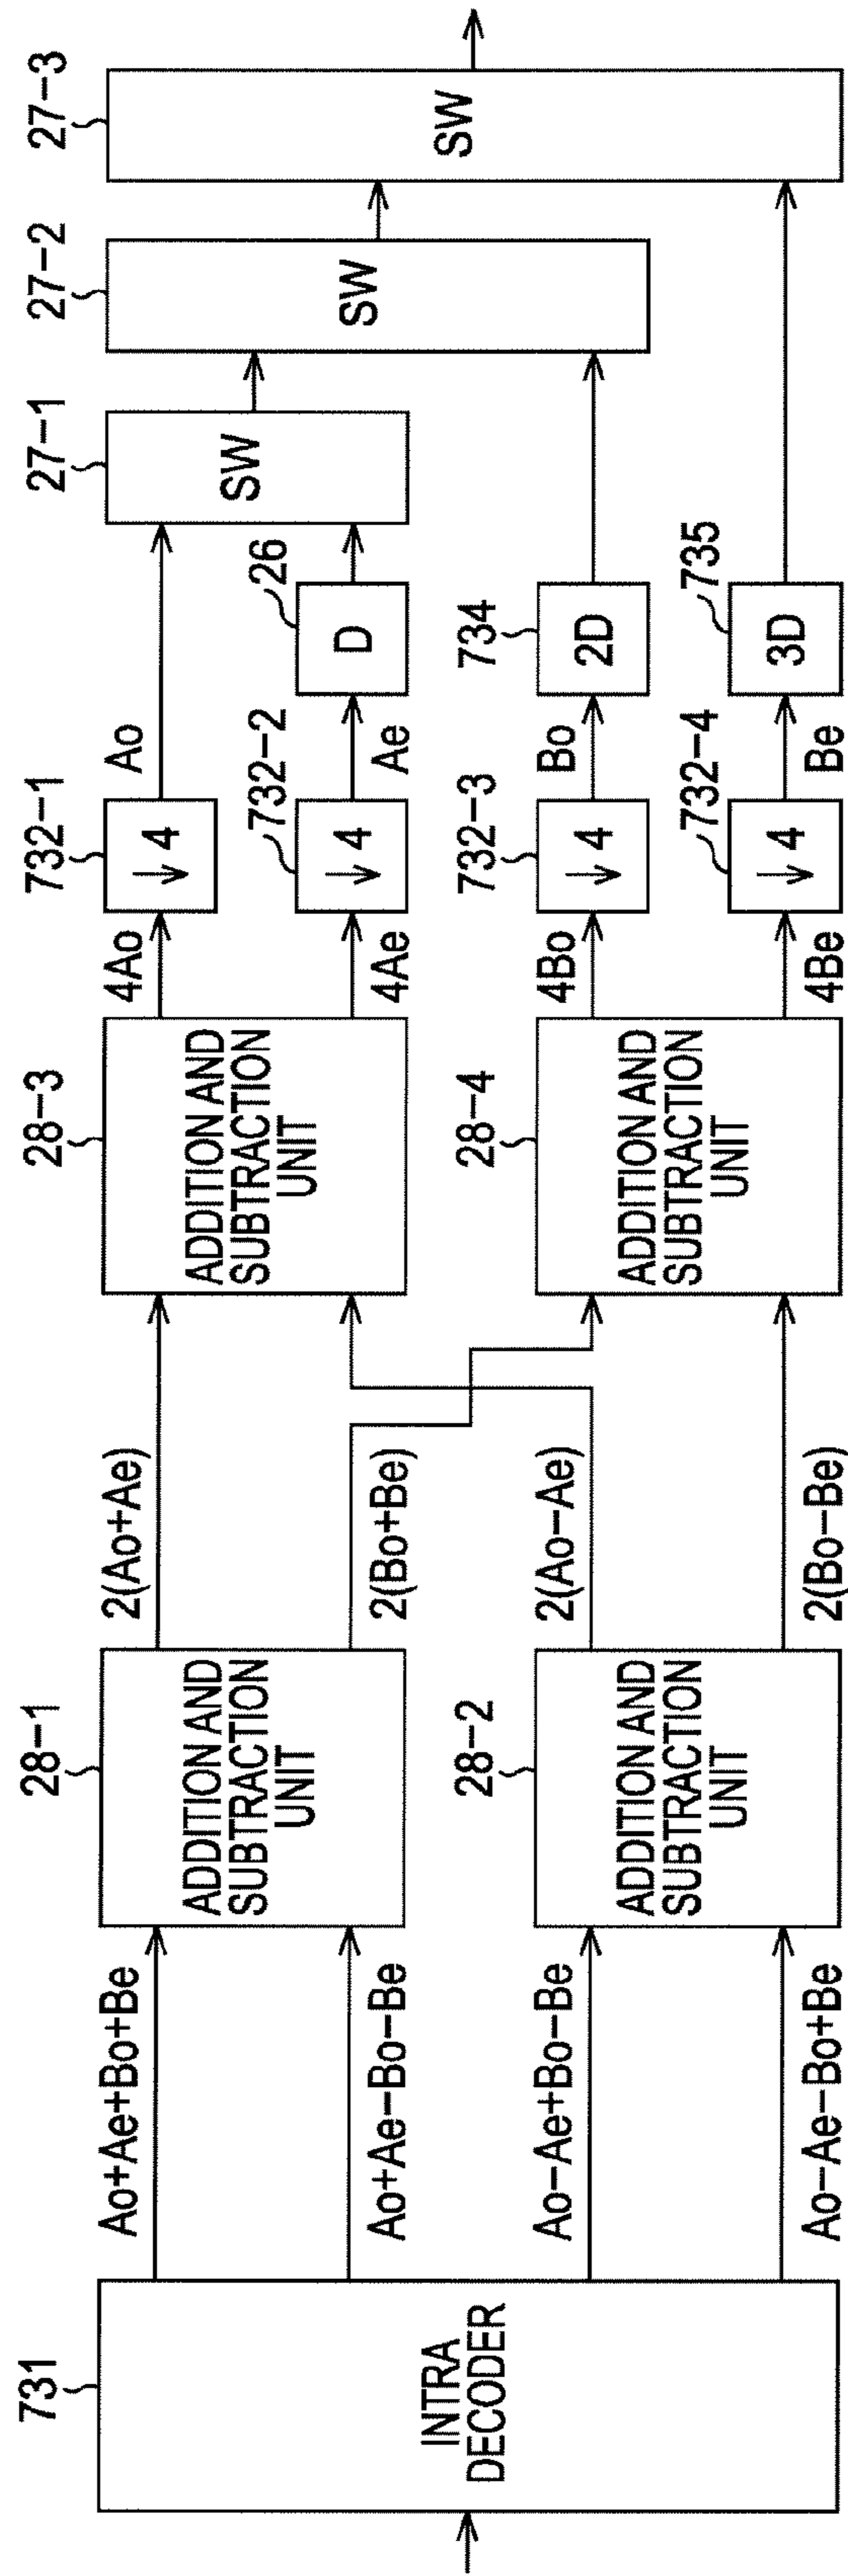 731
INTRA
DECODER
Ao+Ae+Bo+Be
Ao+Ae−Bo−Be
Ao−Ae+Bo−Be
Ao−Ae−Bo+Be
28−1
ADDITION AND
SUBTRACTION
UNIT
28−2
ADDITION AND
SUBTRACTION
UNIT
2(Ao+Ae)
2(Bo+Be)
2(Ao−Ae)
2(Bo−Be)
28−3
ADDITION AND
SUBTRACTION
UNIT
28−4
ADDITION AND
SUBTRACTION
UNIT
4Ao
4Ae
4Bo
4Be
732−1
↓4
732−2
↓4
732−3
↓4
732−4
↓4
Ao
Ae
Bo
Be
26
D
734
2D
735
3D
27−1
SW
27−2
SW
27−3
SW